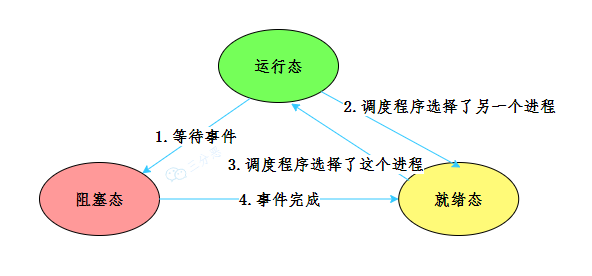 运行态
2.调度程序选择了另一个进程
1.等待事件
3.调度程序选择了这个进程
阻塞态
4.事件完成
就绪态